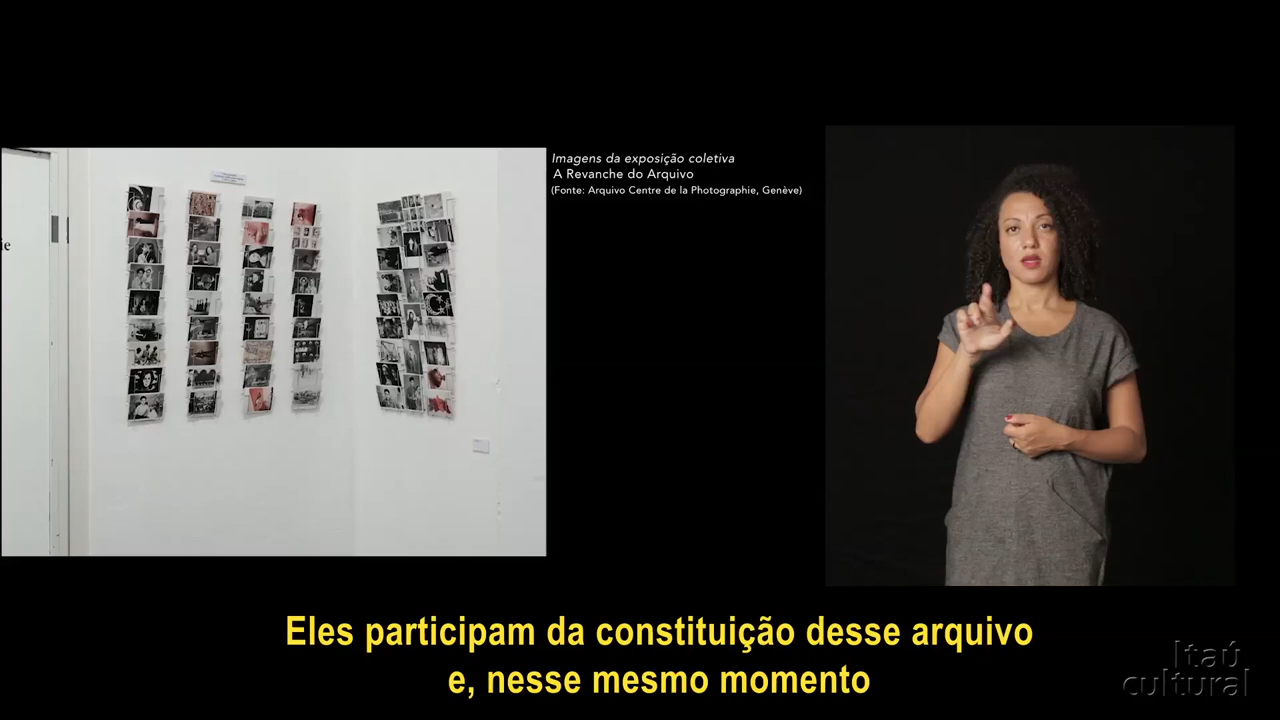 ie
Imagens da exposição coletiva
A Revanche do Arquivo
(Fonte: Arquivo Centre de la Photographie, Genève)
Eles participam da constituição desse arquivo
e, nesse mesmo momento
Itaú
cultural